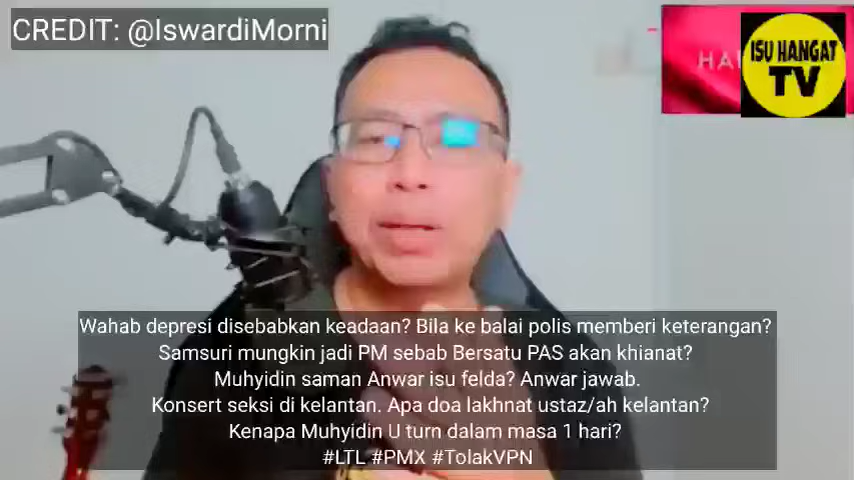 CREDIT: @IswardiMorni
ISU HANGAT
TV
Wahab depresi disebabkan keadaan? Bila ke balai polis memberi keterangan?
Samsuri mungkin jadi PM sebab Bersatu PAS akan khianat?
Muhyidin saman Anwar isu felda? Anwar jawab.
Konsert seksi di kelantan. Apa doa lakhnat ustaz/ah kelantan?
Kenapa Muhyidin U turn dalam masa 1 hari?
#LTL #PMX #TolakVPN